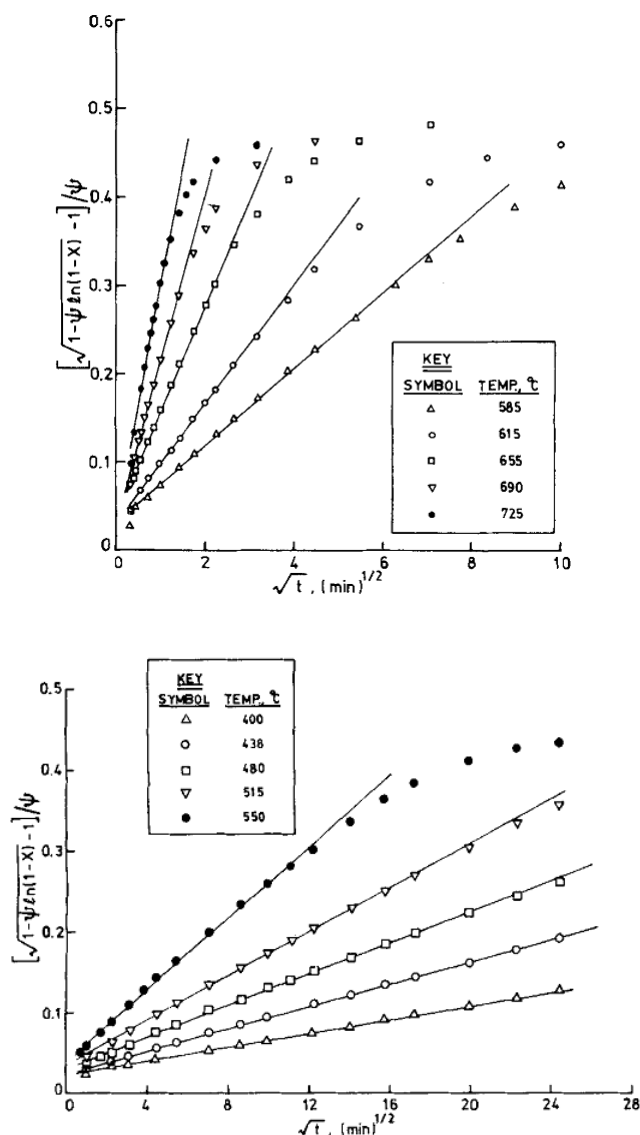 0.6
0.5
0.4
0.3
0.2
0.1
0
[√1-ψ ln(1-X) -1]/ψ
KEY
SYMBOL TEMP., °C
△ 585
○ 615
□ 655
▽ 690
● 725
0 2 4 6 8 10
√t , (min)^1/2
KEY
SYMBOL TEMP., °C
△ 400
○ 438
□ 480
▽ 515
● 550
0.5
0.4
0.3
0.2
0.1
0
[√1-ψ ln(1-X) -1]/ψ
0 4 8 12 16 20 24 28
√t , (min)^1/2